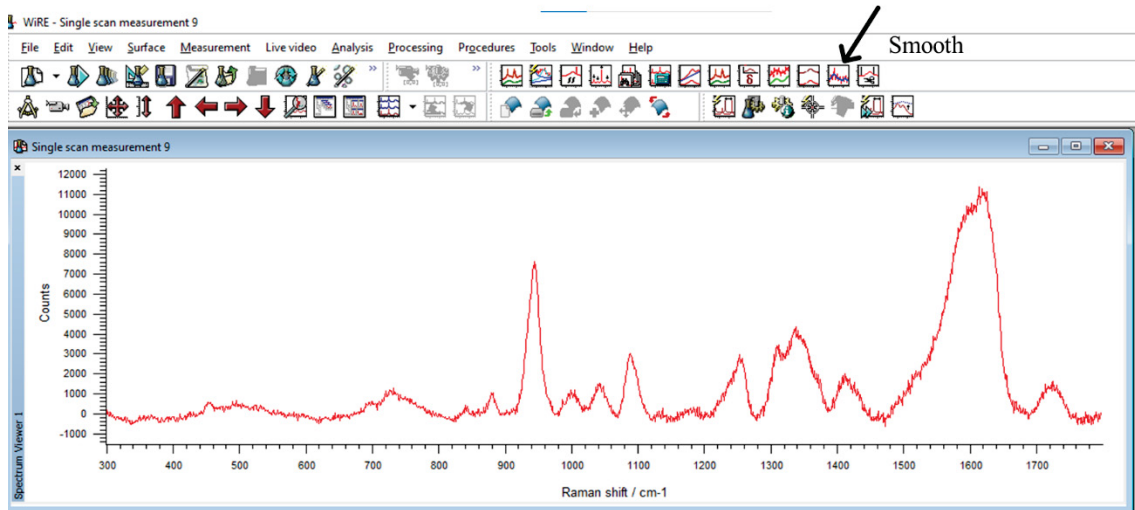 WiRE - Single scan measurement 9
File Edit View Surface Measurement Live video Analysis Processing Procedures Tools Window Help
Smooth
Single scan measurement 9
Spectrum Viewer 1
Counts
12000
11000
10000
9000
8000
7000
6000
5000
4000
3000
2000
1000
0
-1000
300 400 500 600 700 800 900 1000 1100 1200 1300 1400 1500 1600 1700
Raman shift / cm-1